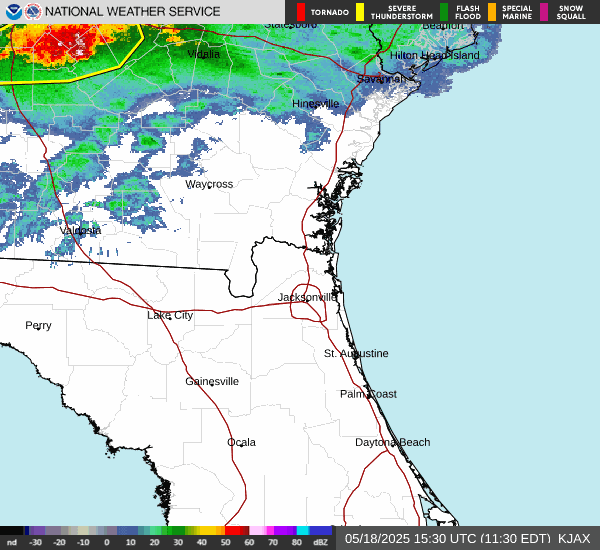 NATIONAL WEATHER SERVICE
TORNADO
SEVERE
THUNDERSTORM
FLASH
FLOOD
SPECIAL
MARINE
SNOW
SQUALL
Statesboro
Beaufort
Vidalia
Hilton Head Island
Savannah
Hinesville
Waycross
Valdosta
Jacksonville
Lake City
Perry
St. Augustine
Gainesville
Palm Coast
Ocala
Daytona Beach
nd -30 -20 -10 0 10 20 30 40 50 60 70 80 dBZ
05/18/2025 15:30 UTC (11:30 EDT) KJAX